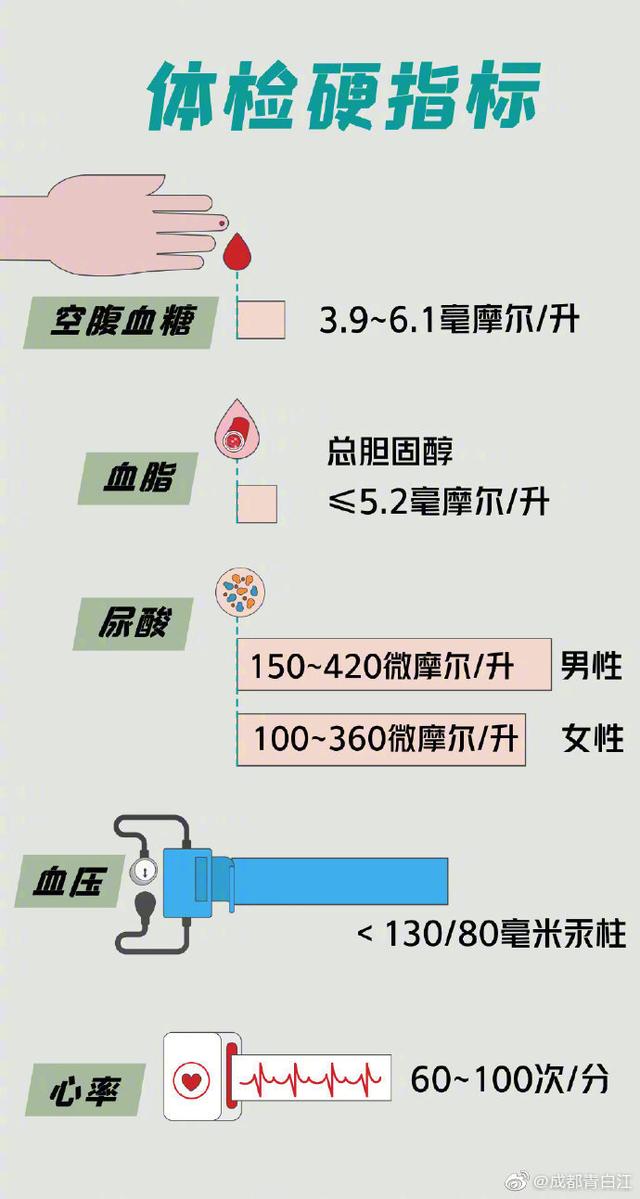 体检硬指标
空腹血糖
3.9~6.1毫摩尔/升
血脂
总胆固醇
≤5.2毫摩尔/升
尿酸
150~420微摩尔/升 男性
100~360微摩尔/升 女性
血压
<130/80毫米汞柱
心率
60~100次/分
@成都青白江